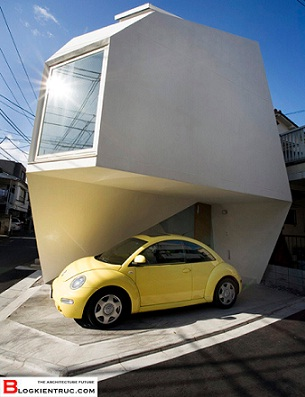 B
THE ARCHITECTURE FUTURE
BLOGKIENTRUC.COM